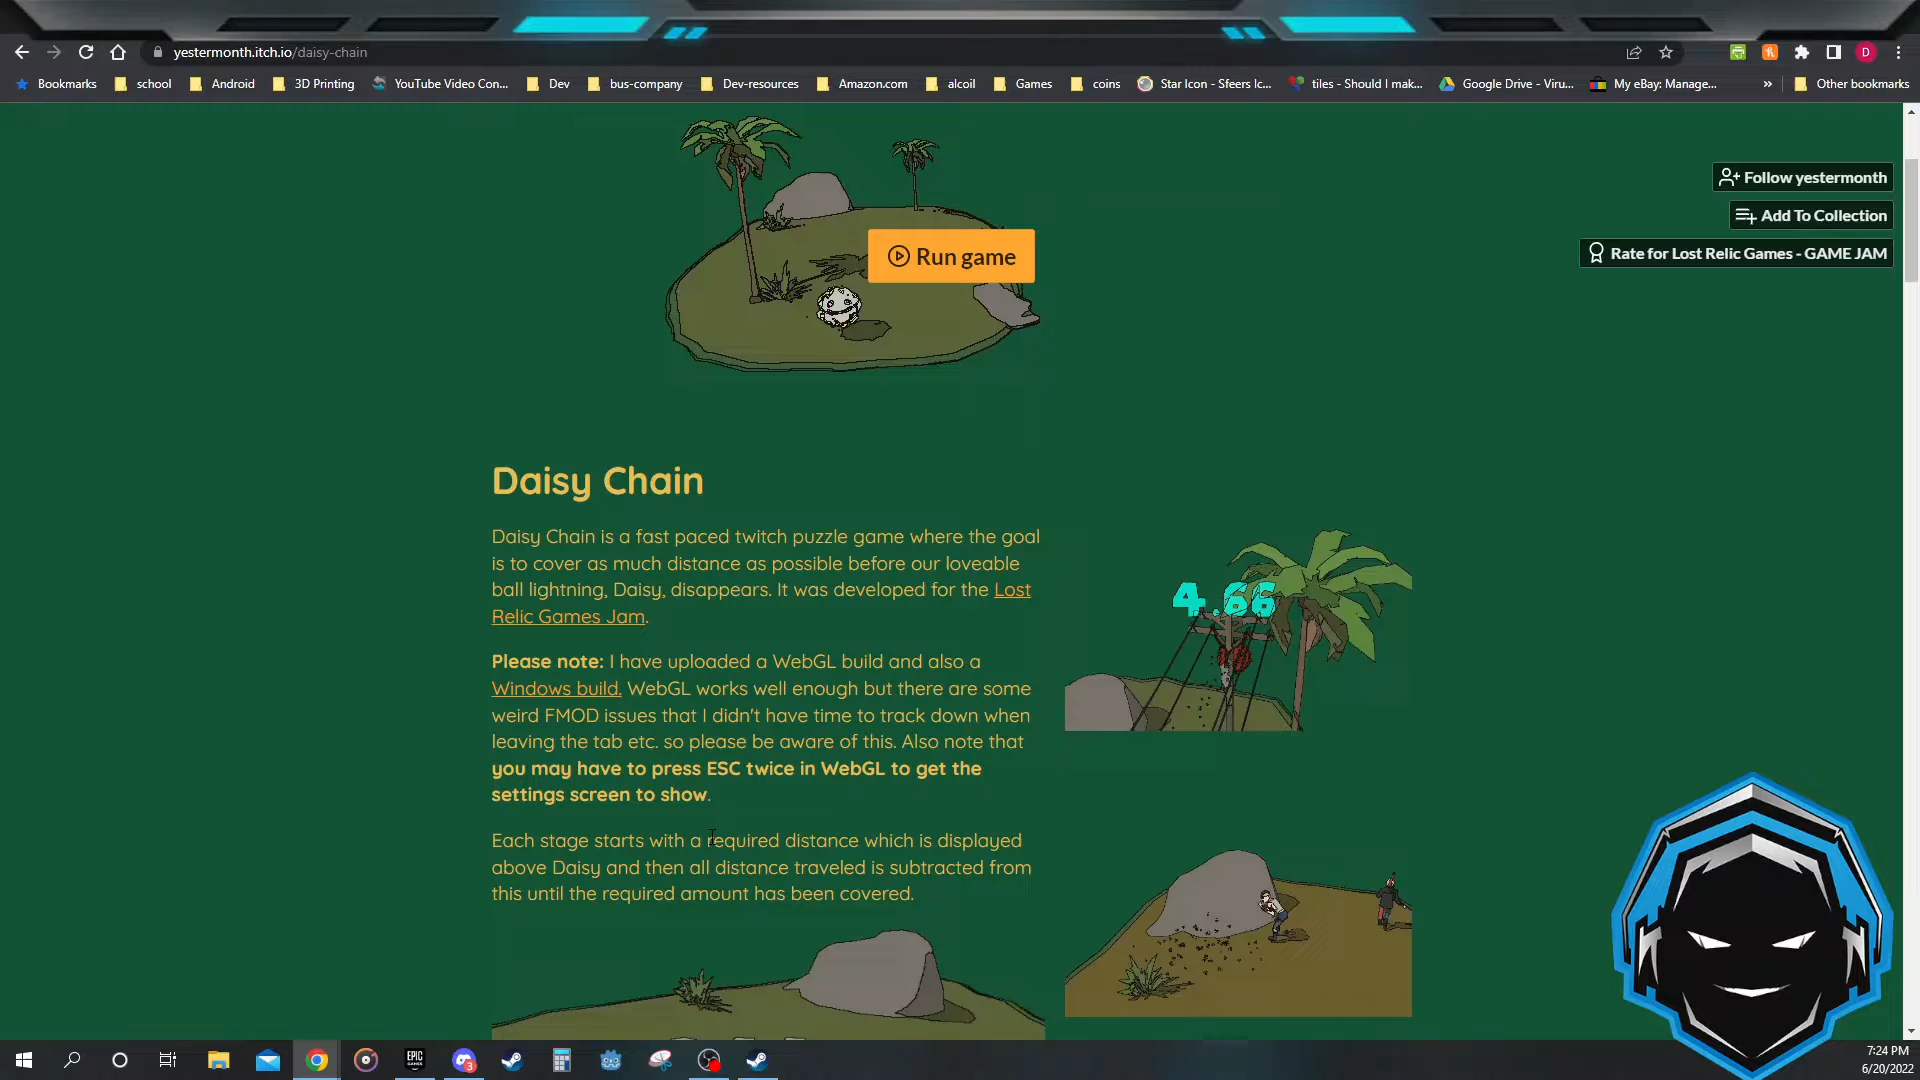 yestermonth.itch.io/daisy-chain
D
Bookmarks
school
Android
3D Printing
YouTube Video Con...
Dev
bus-company
Dev-resources
Amazon.com
alcoil
Games
coins
Star Icon - Sfeers Ic...
tiles - Should I mak...
Google Drive - Viru...
My eBay: Manage...
»
Other bookmarks
Follow yestermonth
Add To Collection
Rate for Lost Relic Games - GAME JAM
Run game
Daisy Chain
Daisy Chain is a fast paced twitch puzzle game where the goal
is to cover as much distance as possible before our loveable
ball lightning, Daisy, disappears. It was developed for the Lost
Relic Games Jam.
Please note: I have uploaded a WebGL build and also a
Windows build. WebGL works well enough but there are some
weird FMOD issues that I didn't have time to track down when
leaving the tab etc. so please be aware of this. Also note that
you may have to press ESC twice in WebGL to get the
settings screen to show.
Each stage starts with a required distance which is displayed
above Daisy and then all distance traveled is subtracted from
this until the required amount has been covered.
4.66
EPIC
GAMES
3
7:24 PM
6/20/2022